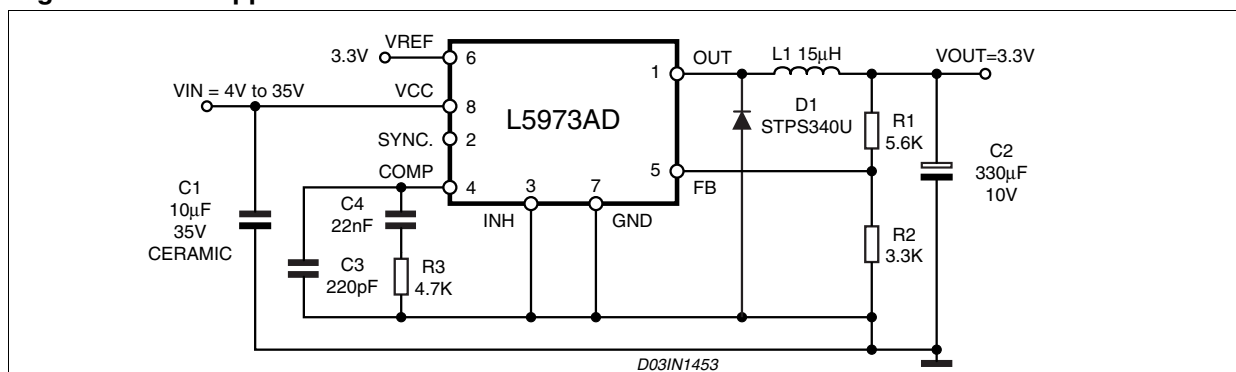 VREF
3.3V
6
VIN = 4V to 35V
VCC
8
SYNC.
2
COMP
4
L5973AD
1
OUT
L1 15μH
VOUT=3.3V
D1
STPS340U
R1
5.6K
5
FB
C2
330μF
10V
R2
3.3K
3
INH
7
GND
C1
10μF
35V
CERAMIC
C4
22nF
C3
220pF
R3
4.7K
D03IN1453